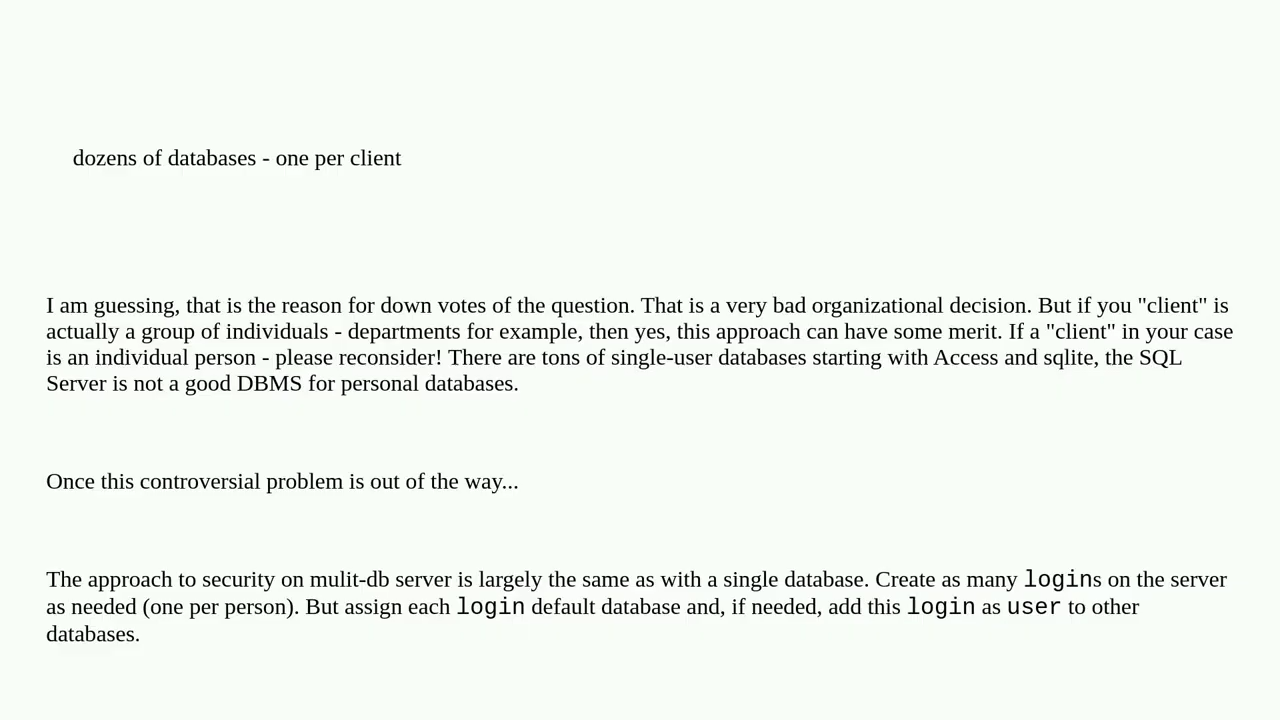 dozens of databases - one per client
I am guessing, that is the reason for down votes of the question. That is a very bad organizational decision. But if you "client" is
actually a group of individuals - departments for example, then yes, this approach can have some merit. If a "client" in your case
is an individual person - please reconsider! There are tons of single-user databases starting with Access and sqlite, the SQL
Server is not a good DBMS for personal databases.
Once this controversial problem is out of the way...
The approach to security on mulit-db server is largely the same as with a single database. Create as many logins on the server
as needed (one per person). But assign each login default database and, if needed, add this login as user to other
databases.